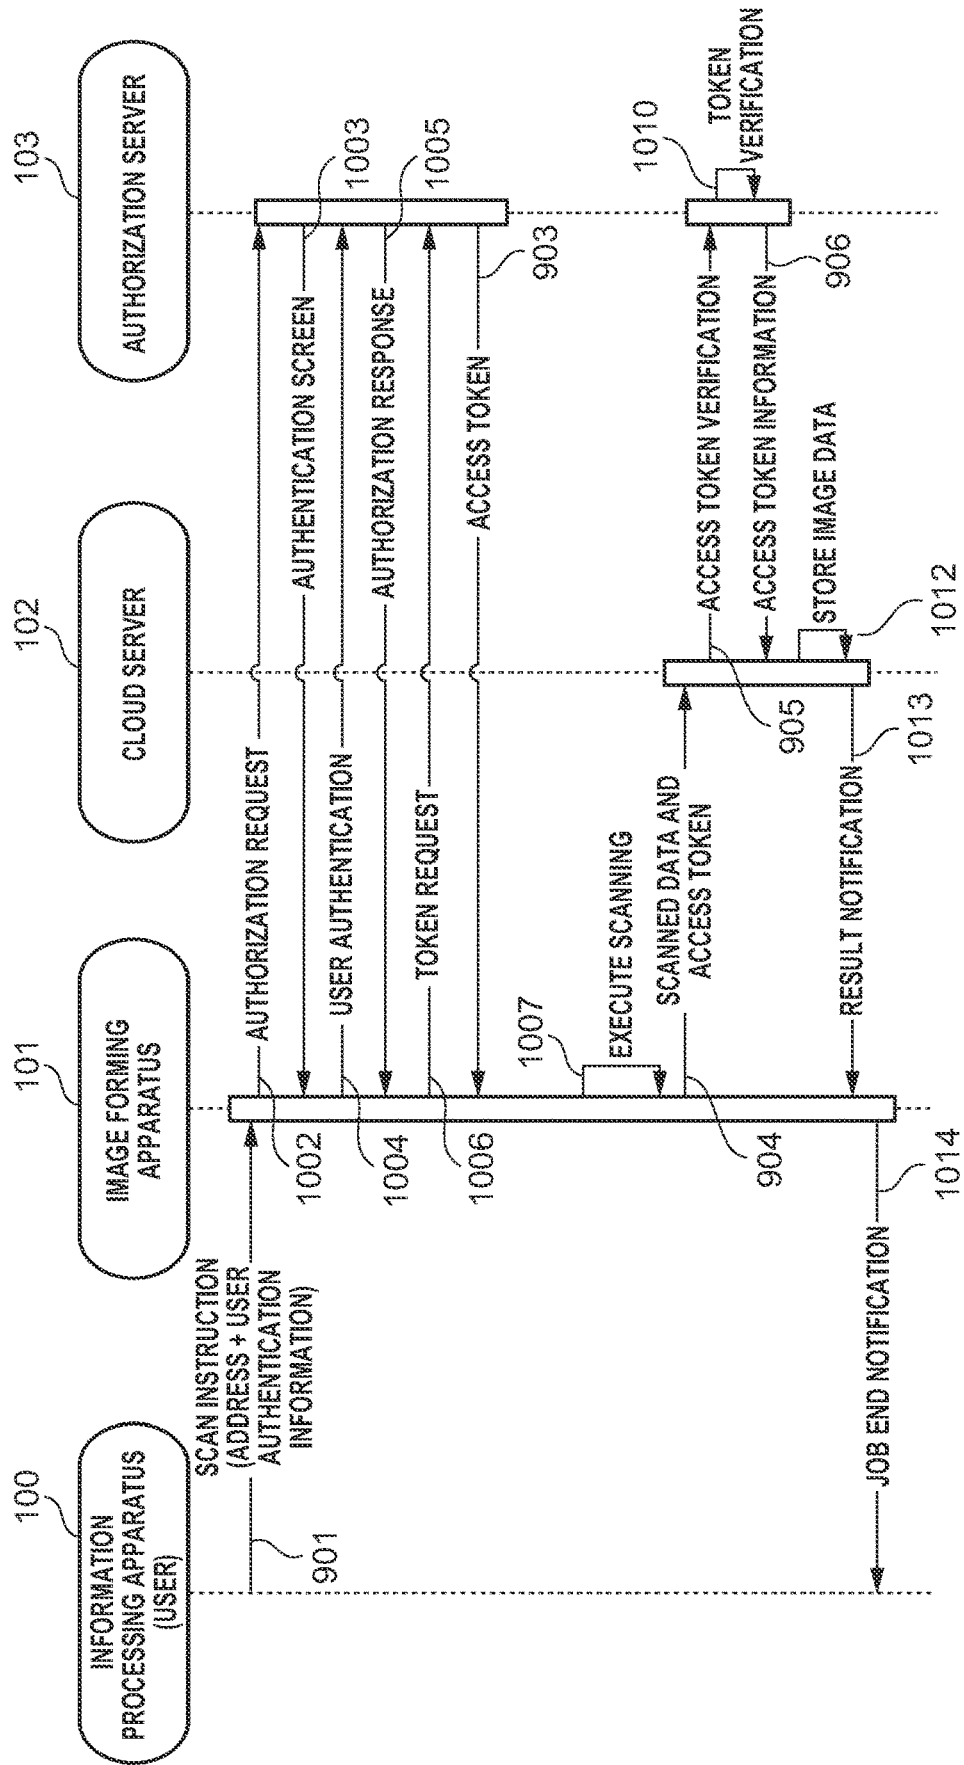 100
INFORMATION
PROCESSING APPARATUS
(USER)
101
IMAGE FORMING
APPARATUS
102
CLOUD SERVER
103
AUTHORIZATION SERVER
SCAN INSTRUCTION
(ADDRESS + USER
AUTHENTICATION
INFORMATION)
901
AUTHORIZATION REQUEST
1002
AUTHENTICATION SCREEN
1003
USER AUTHENTICATION
1004
AUTHORIZATION RESPONSE
1005
TOKEN REQUEST
1006
ACCESS TOKEN
903
1007
EXECUTE SCANNING
SCANNED DATA AND
ACCESS TOKEN
904
ACCESS TOKEN VERIFICATION
905
1010
TOKEN
VERIFICATION
ACCESS TOKEN INFORMATION
906
STORE IMAGE DATA
1012
RESULT NOTIFICATION
1013
JOB END NOTIFICATION
1014